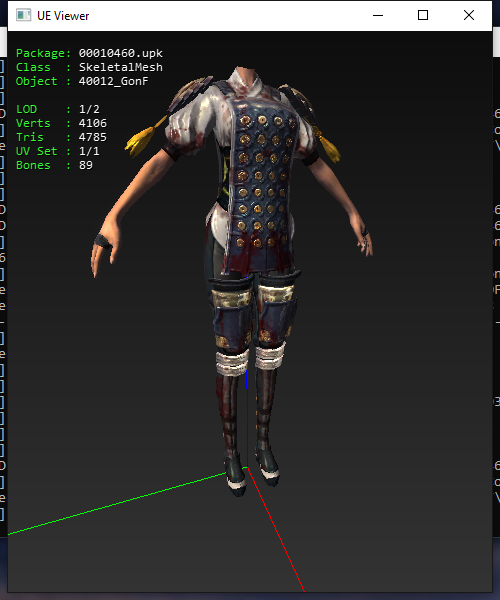 UE Viewer
Package: 00010460.upk
Class : SkeletalMesh
Object : 40012_GonF
LOD : 1/2
Verts : 4106
Tris : 4785
UV Set : 1/1
Bones : 89